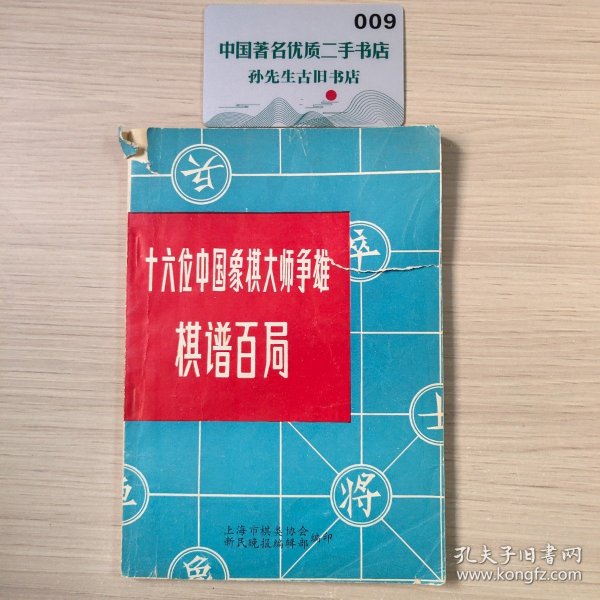 009
中国著名优质二手书店
孙先生古旧书店
兵
十六位中国象棋大师争雄
卒
棋谱百局
士
将
上海市棋类协会
新民晚报编辑部 编印
象
孔夫子旧书网
www.kongfz.com